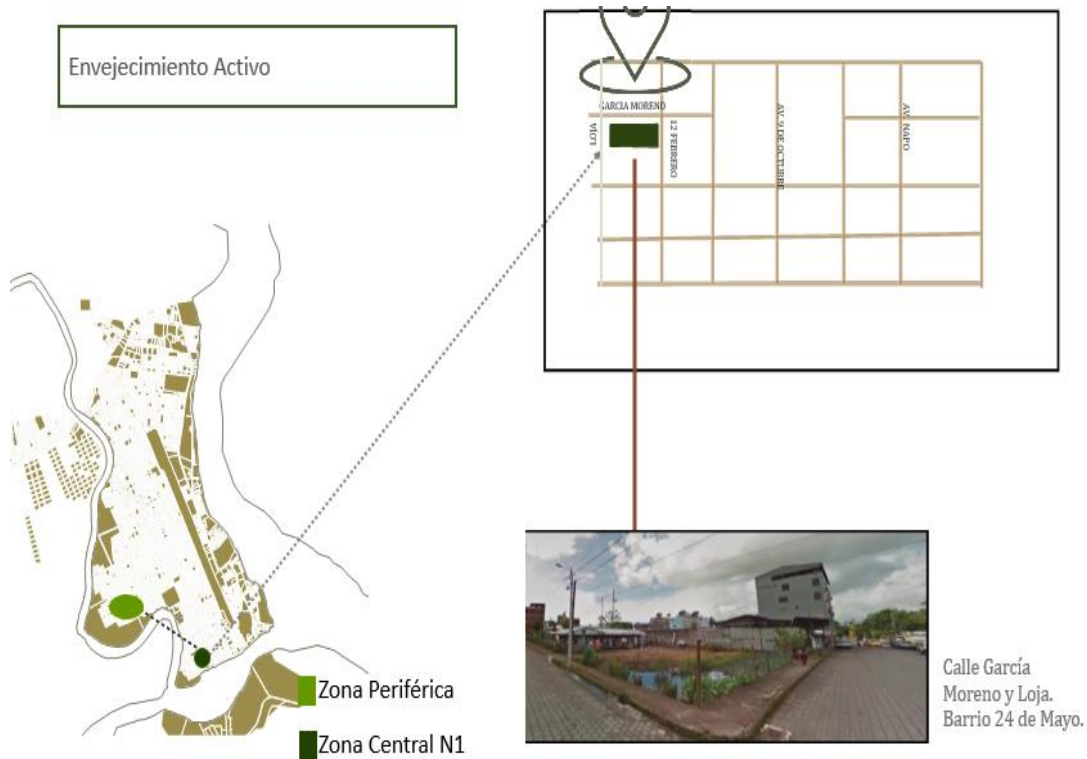 Envejecimiento Activo
GARCIA MORENO
LOJA
12 FEBRERO
AV. 9 DE OCTUBRE
AV. NAPO
Zona Periférica
Zona Central N1
Calle García
Moreno y Loja.
Barrio 24 de Mayo.